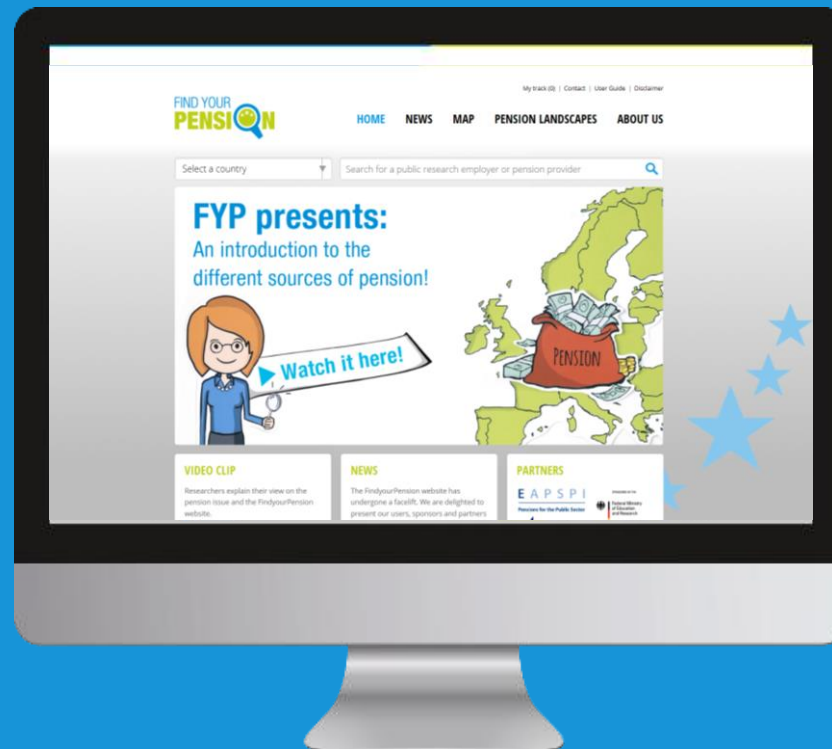 My track (0) | Contact | User Guide | Disclaimer
FIND YOUR
PENSION
HOME NEWS MAP PENSION LANDSCAPES ABOUT US
Select a country
Search for a public research employer or pension provider
FYP presents:
An introduction to the
different sources of pension!
Watch it here!
PENSION
VIDEO CLIP
Researchers explain their view on the
pension issue and the FindyourPension
website.
NEWS
The FindyourPension website has
undergone a facelift. We are delighted to
present our users, sponsors and partners
PARTNERS
EAPSPI
Pensions for the Public Sector
SPONSORED BY THE
Federal Ministry
of Education
and Research